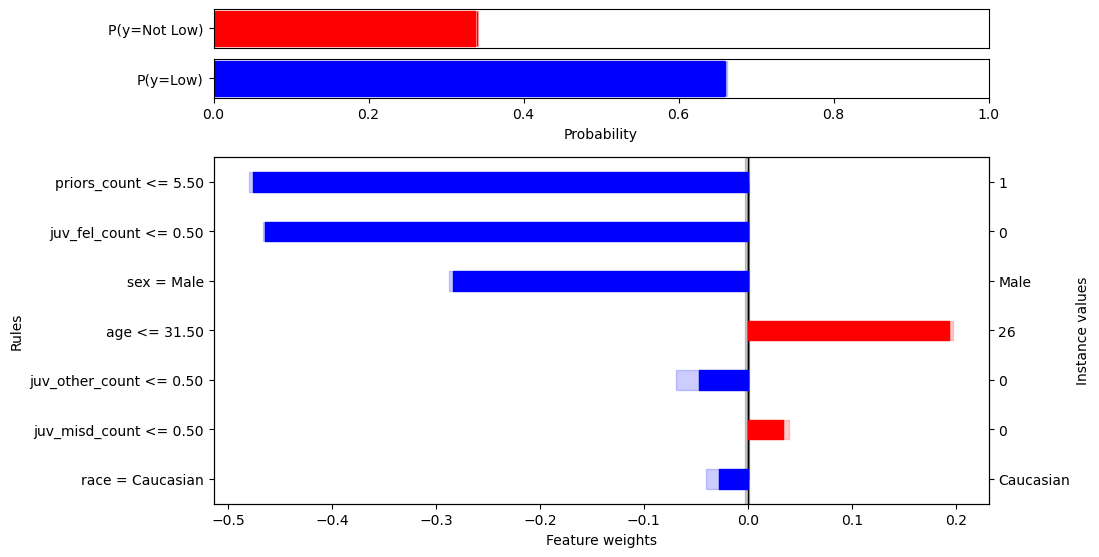 P(y=Not Low)
P(y=Low)
0.0 0.2 0.4 0.6 0.8 1.0
Probability
priors_count <= 5.50 1
juv_fel_count <= 0.50 0
sex = Male Male
age <= 31.50 26
juv_other_count <= 0.50 0
juv_misd_count <= 0.50 0
race = Caucasian Caucasian
Rules
Instance values
−0.5 −0.4 −0.3 −0.2 −0.1 0.0 0.1 0.2
Feature weights